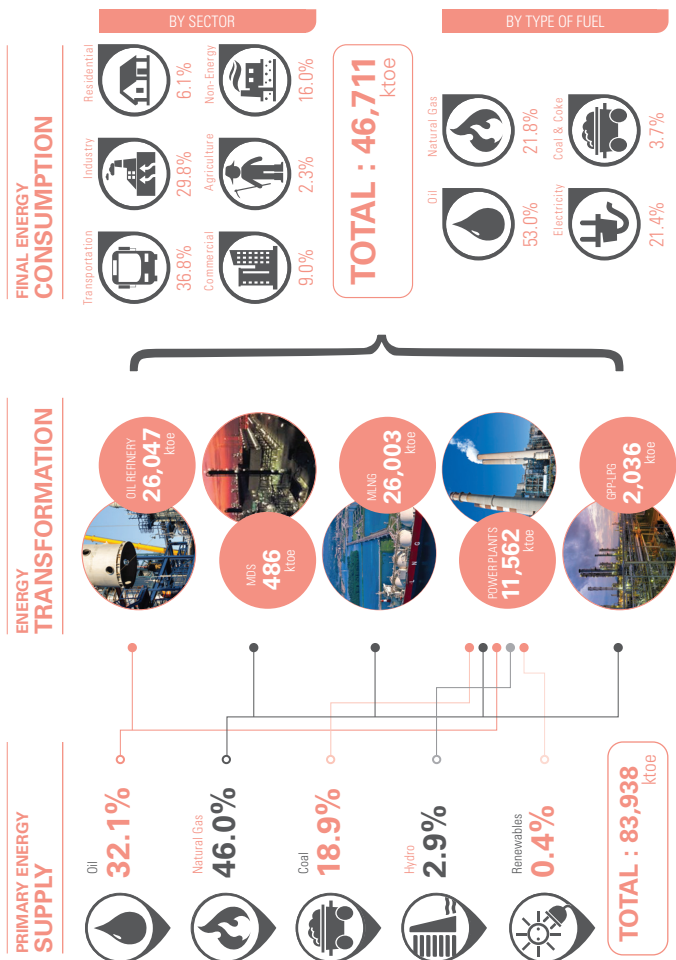 PRIMARY ENERGY
SUPPLY
Oil
32.1%
Natural Gas
46.0%
Coal
18.9%
Hydro
2.9%
Renewables
0.4%
TOTAL : 83,938
ktoe
ENERGY
TRANSFORMATION
OIL REFINERY
26,047
ktoe
MDS
486
ktoe
MLNG
26,003
ktoe
L N G
POWER PLANTS
11,562
ktoe
GPP-LPG
2,036
ktoe
FINAL ENERGY
CONSUMPTION
BY SECTOR
Transportation
36.8%
Industry
29.8%
Residential
6.1%
Commercial
9.0%
Agriculture
2.3%
Non-Energy
16.0%
TOTAL : 46,711
ktoe
BY TYPE OF FUEL
Oil
53.0%
Natural Gas
21.8%
Electricity
21.4%
Coal & Coke
3.7%